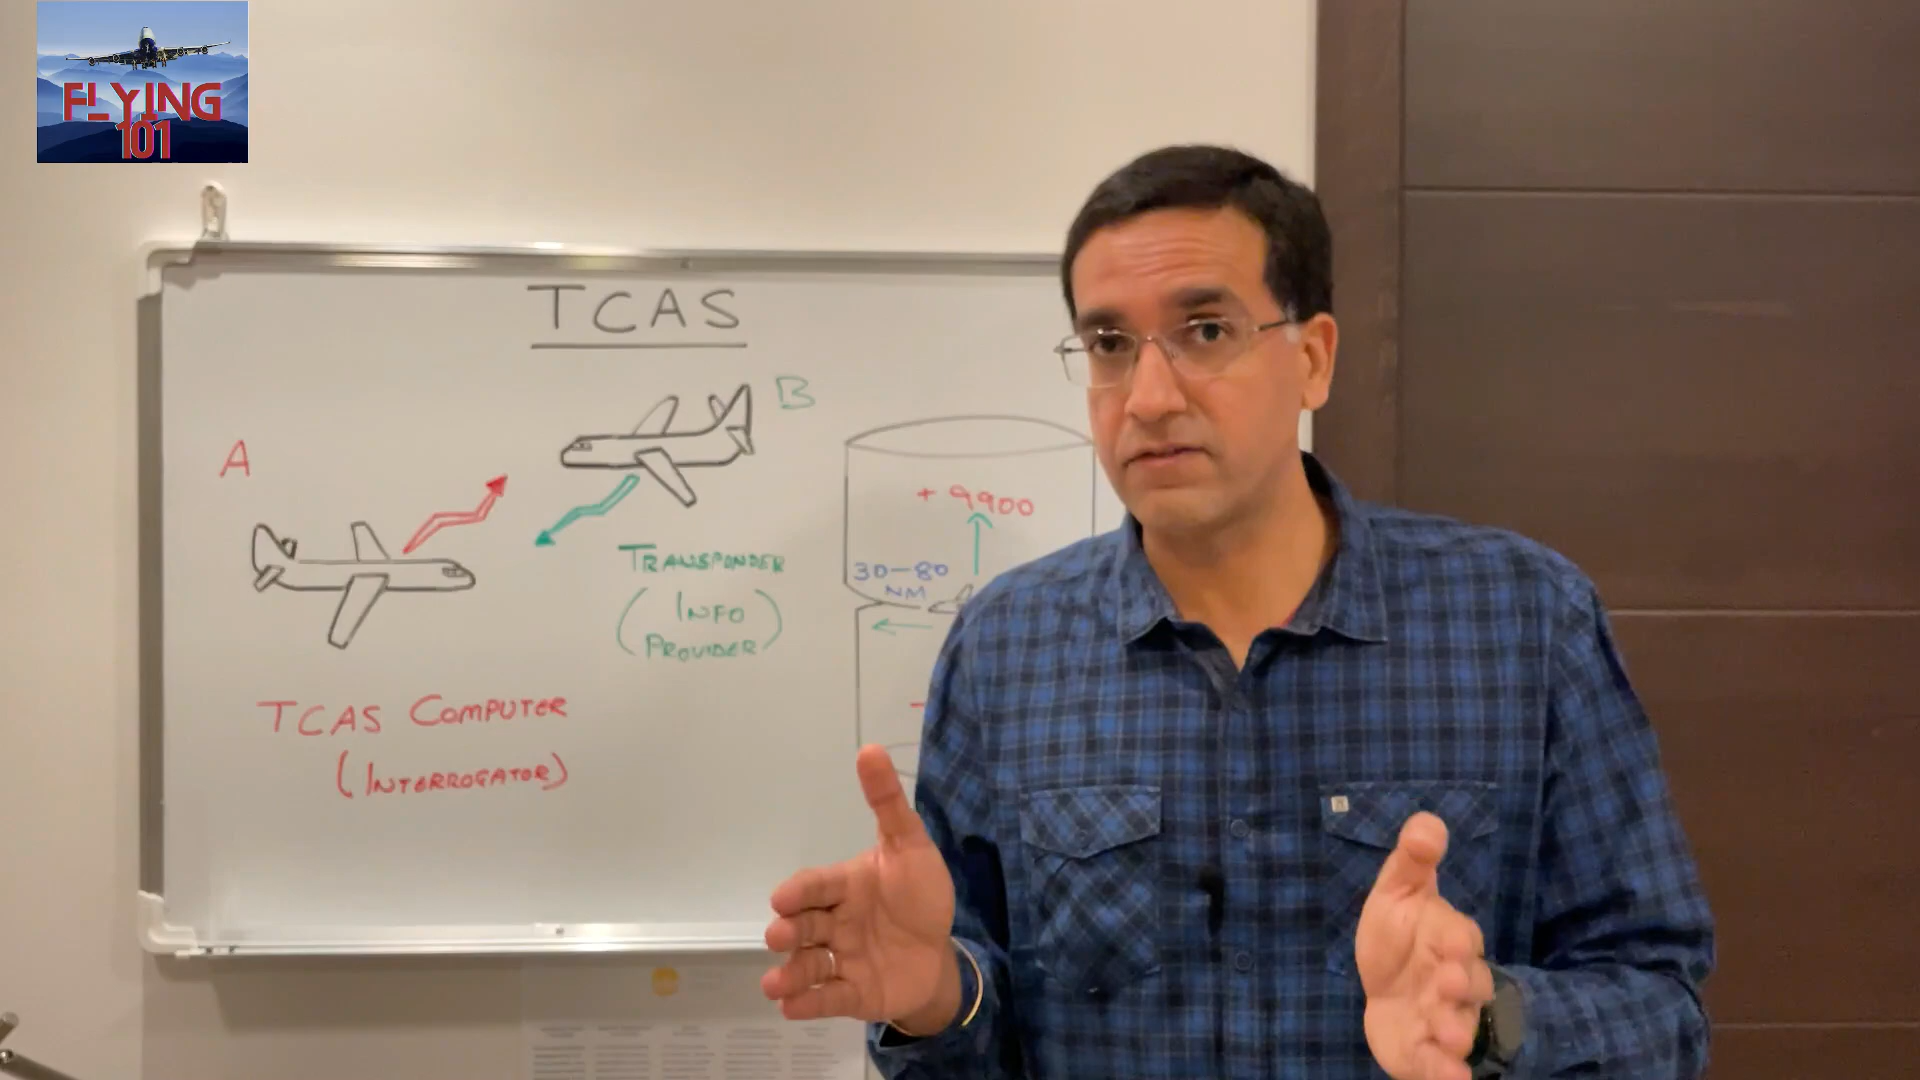 FLYING
101
TCAS
A
B
TRANSPONDER
(INFO
PROVIDER)
TCAS COMPUTER
(INTERROGATOR)
+ 9900
30-80
NM
-